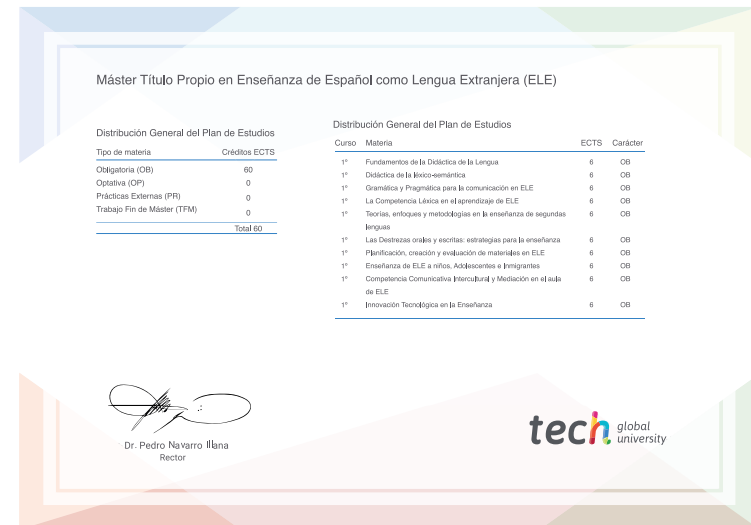 Máster Título Propio en Enseñanza de Español como Lengua Extranjera (ELE)
Distribución General del Plan de Estudios
Tipo de materia Créditos ECTS
Obligatoria (OB) 60
Optativa (OP) 0
Prácticas Externas (PR) 0
Trabajo Fin de Máster (TFM) 0
Total 60
Distribución General del Plan de Estudios
Curso Materia ECTS Carácter
1º Fundamentos de la Didáctica de la Lengua 6 OB
1º Didáctica de la léxico-semántica 6 OB
1º Gramática y Pragmática para la comunicación en ELE 6 OB
1º La Competencia Léxica en el aprendizaje de ELE 6 OB
1º Teorías, enfoques y metodologías en la enseñanza de segundas 6 OB
lenguas
1º Las Destrezas orales y escritas: estrategias para la enseñanza 6 OB
1º Planificación, creación y evaluación de materiales en ELE 6 OB
1º Enseñanza de ELE a niños, Adolescentes e Inmigrantes 6 OB
1º Competencia Comunicativa Intercultural y Mediación en el aula 6 OB
de ELE
1º Innovación Tecnológica en la Enseñanza 6 OB
Dr. Pedro Navarro Illana
Rector
tech global
university